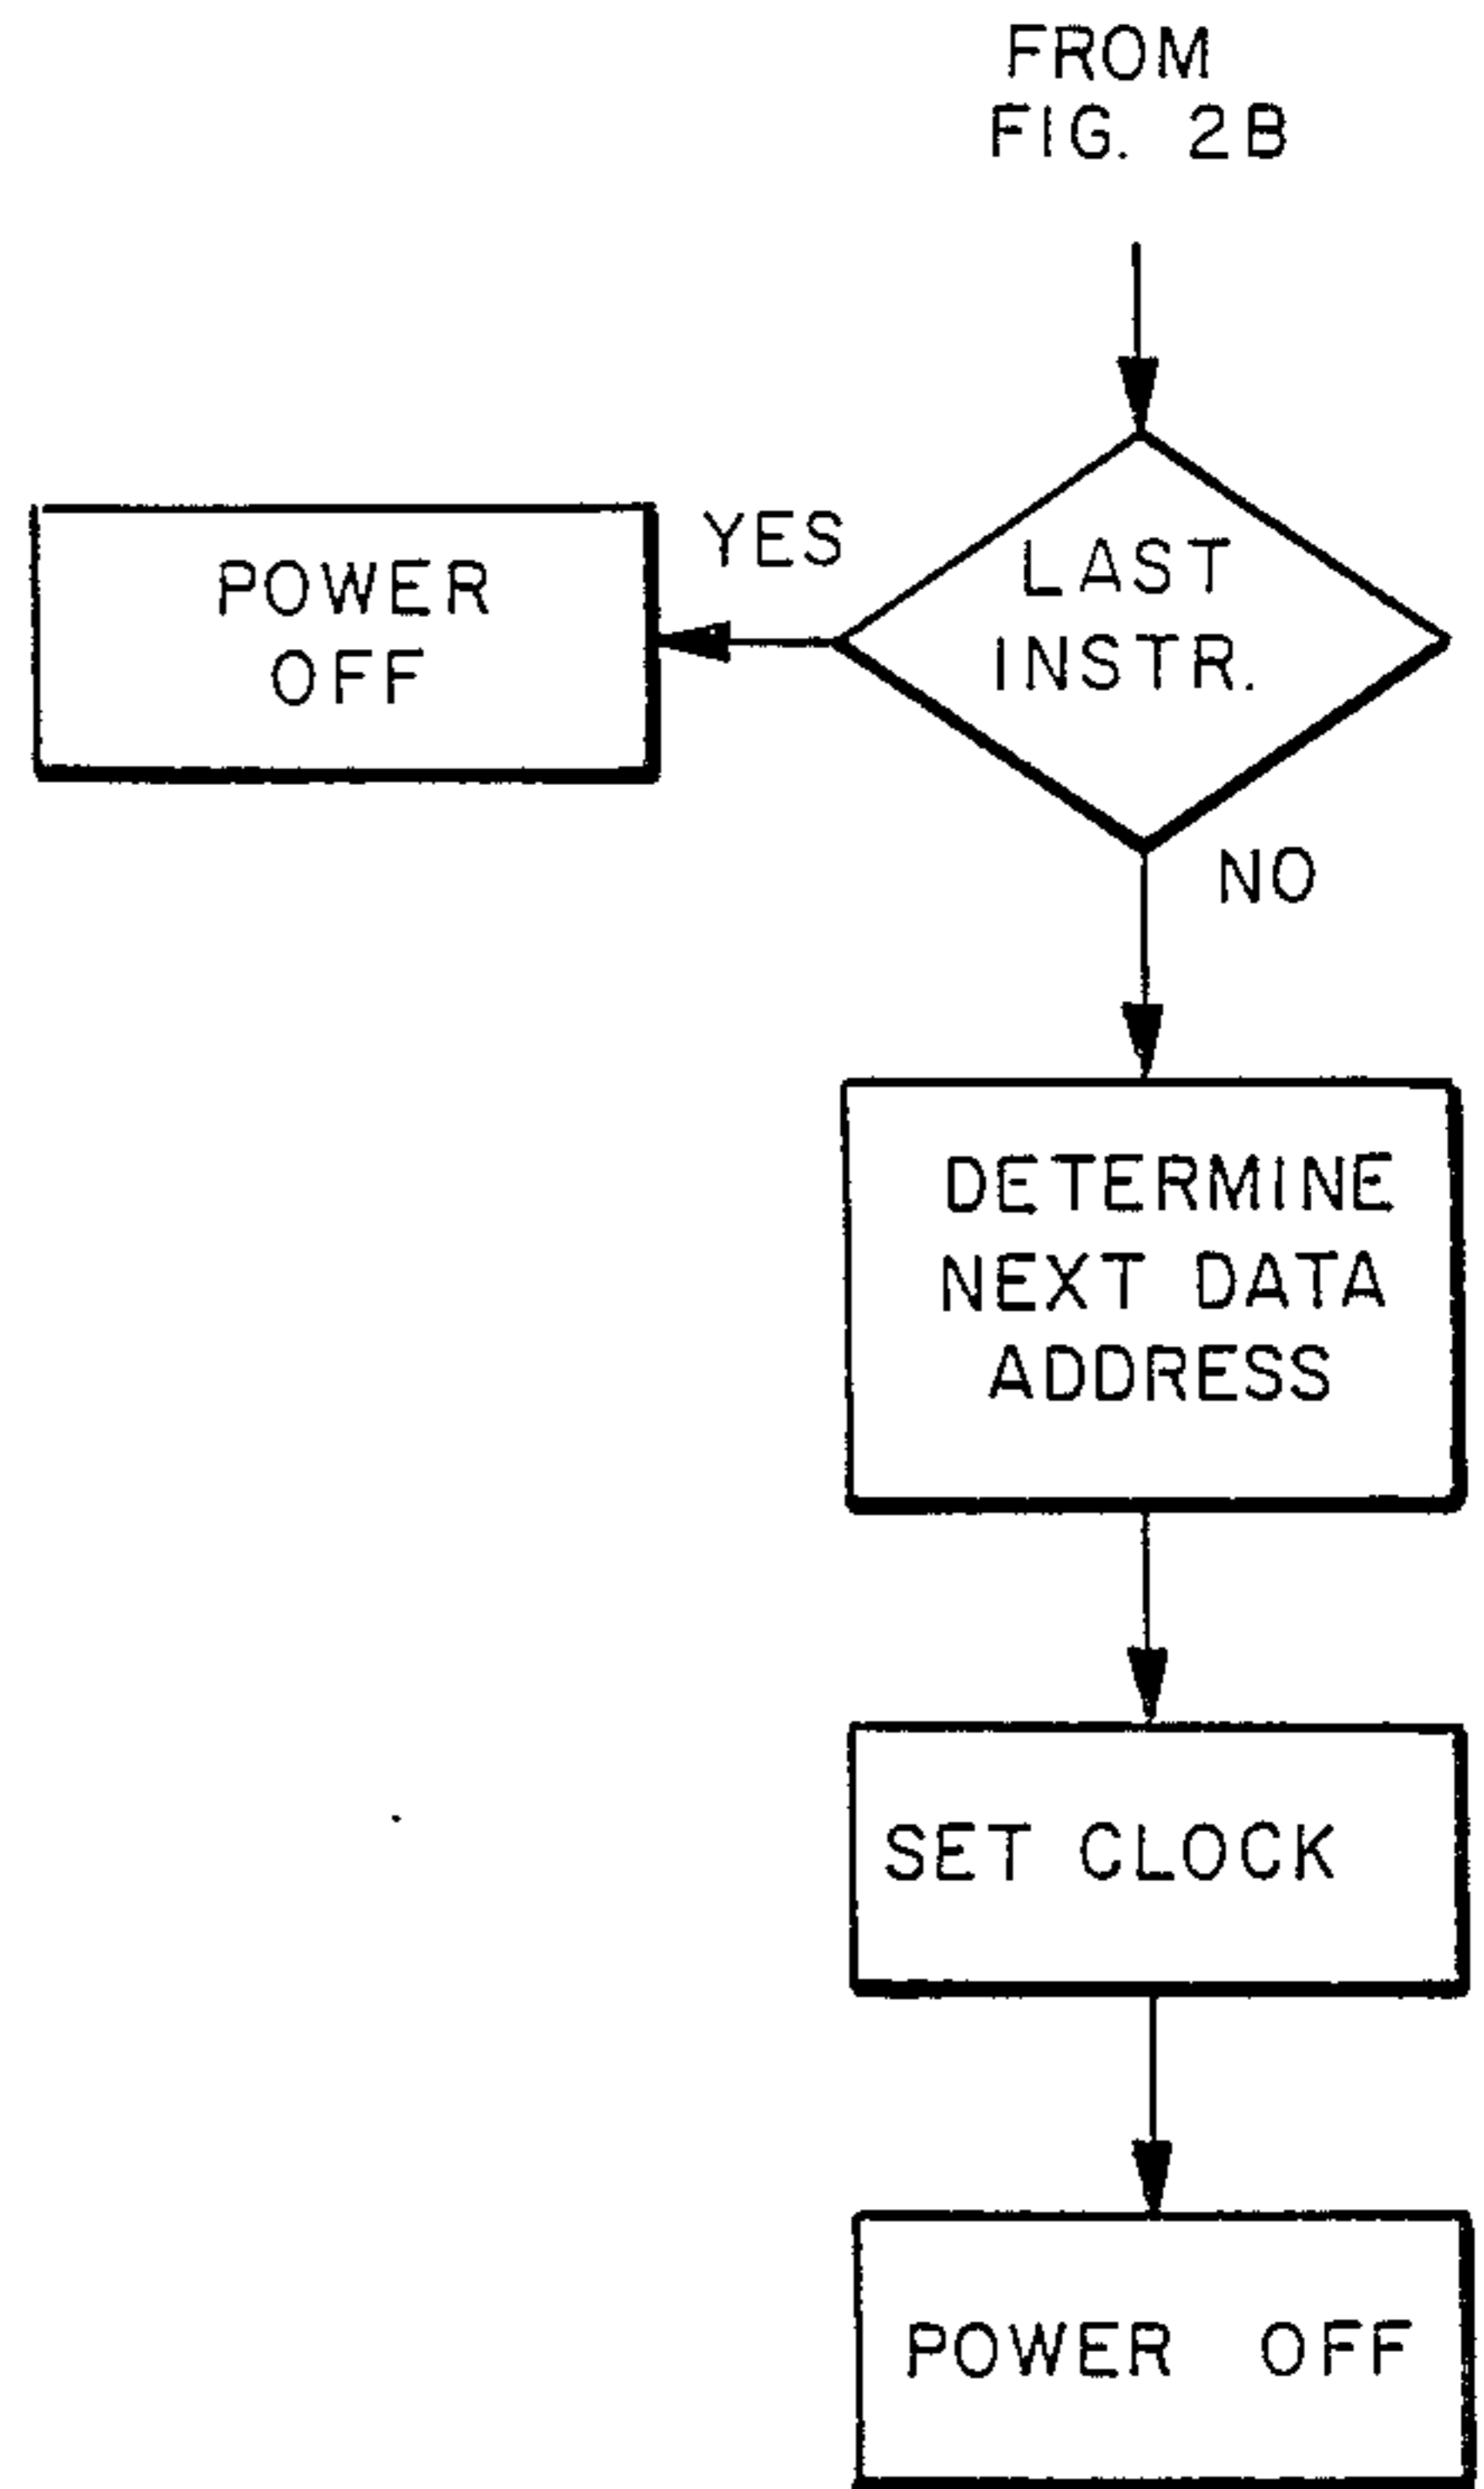 FROM
FIG. 2B
YES
POWER
OFF
LAST
INSTR.
NO
DETERMINE
NEXT DATA
ADDRESS
SET CLOCK
POWER OFF